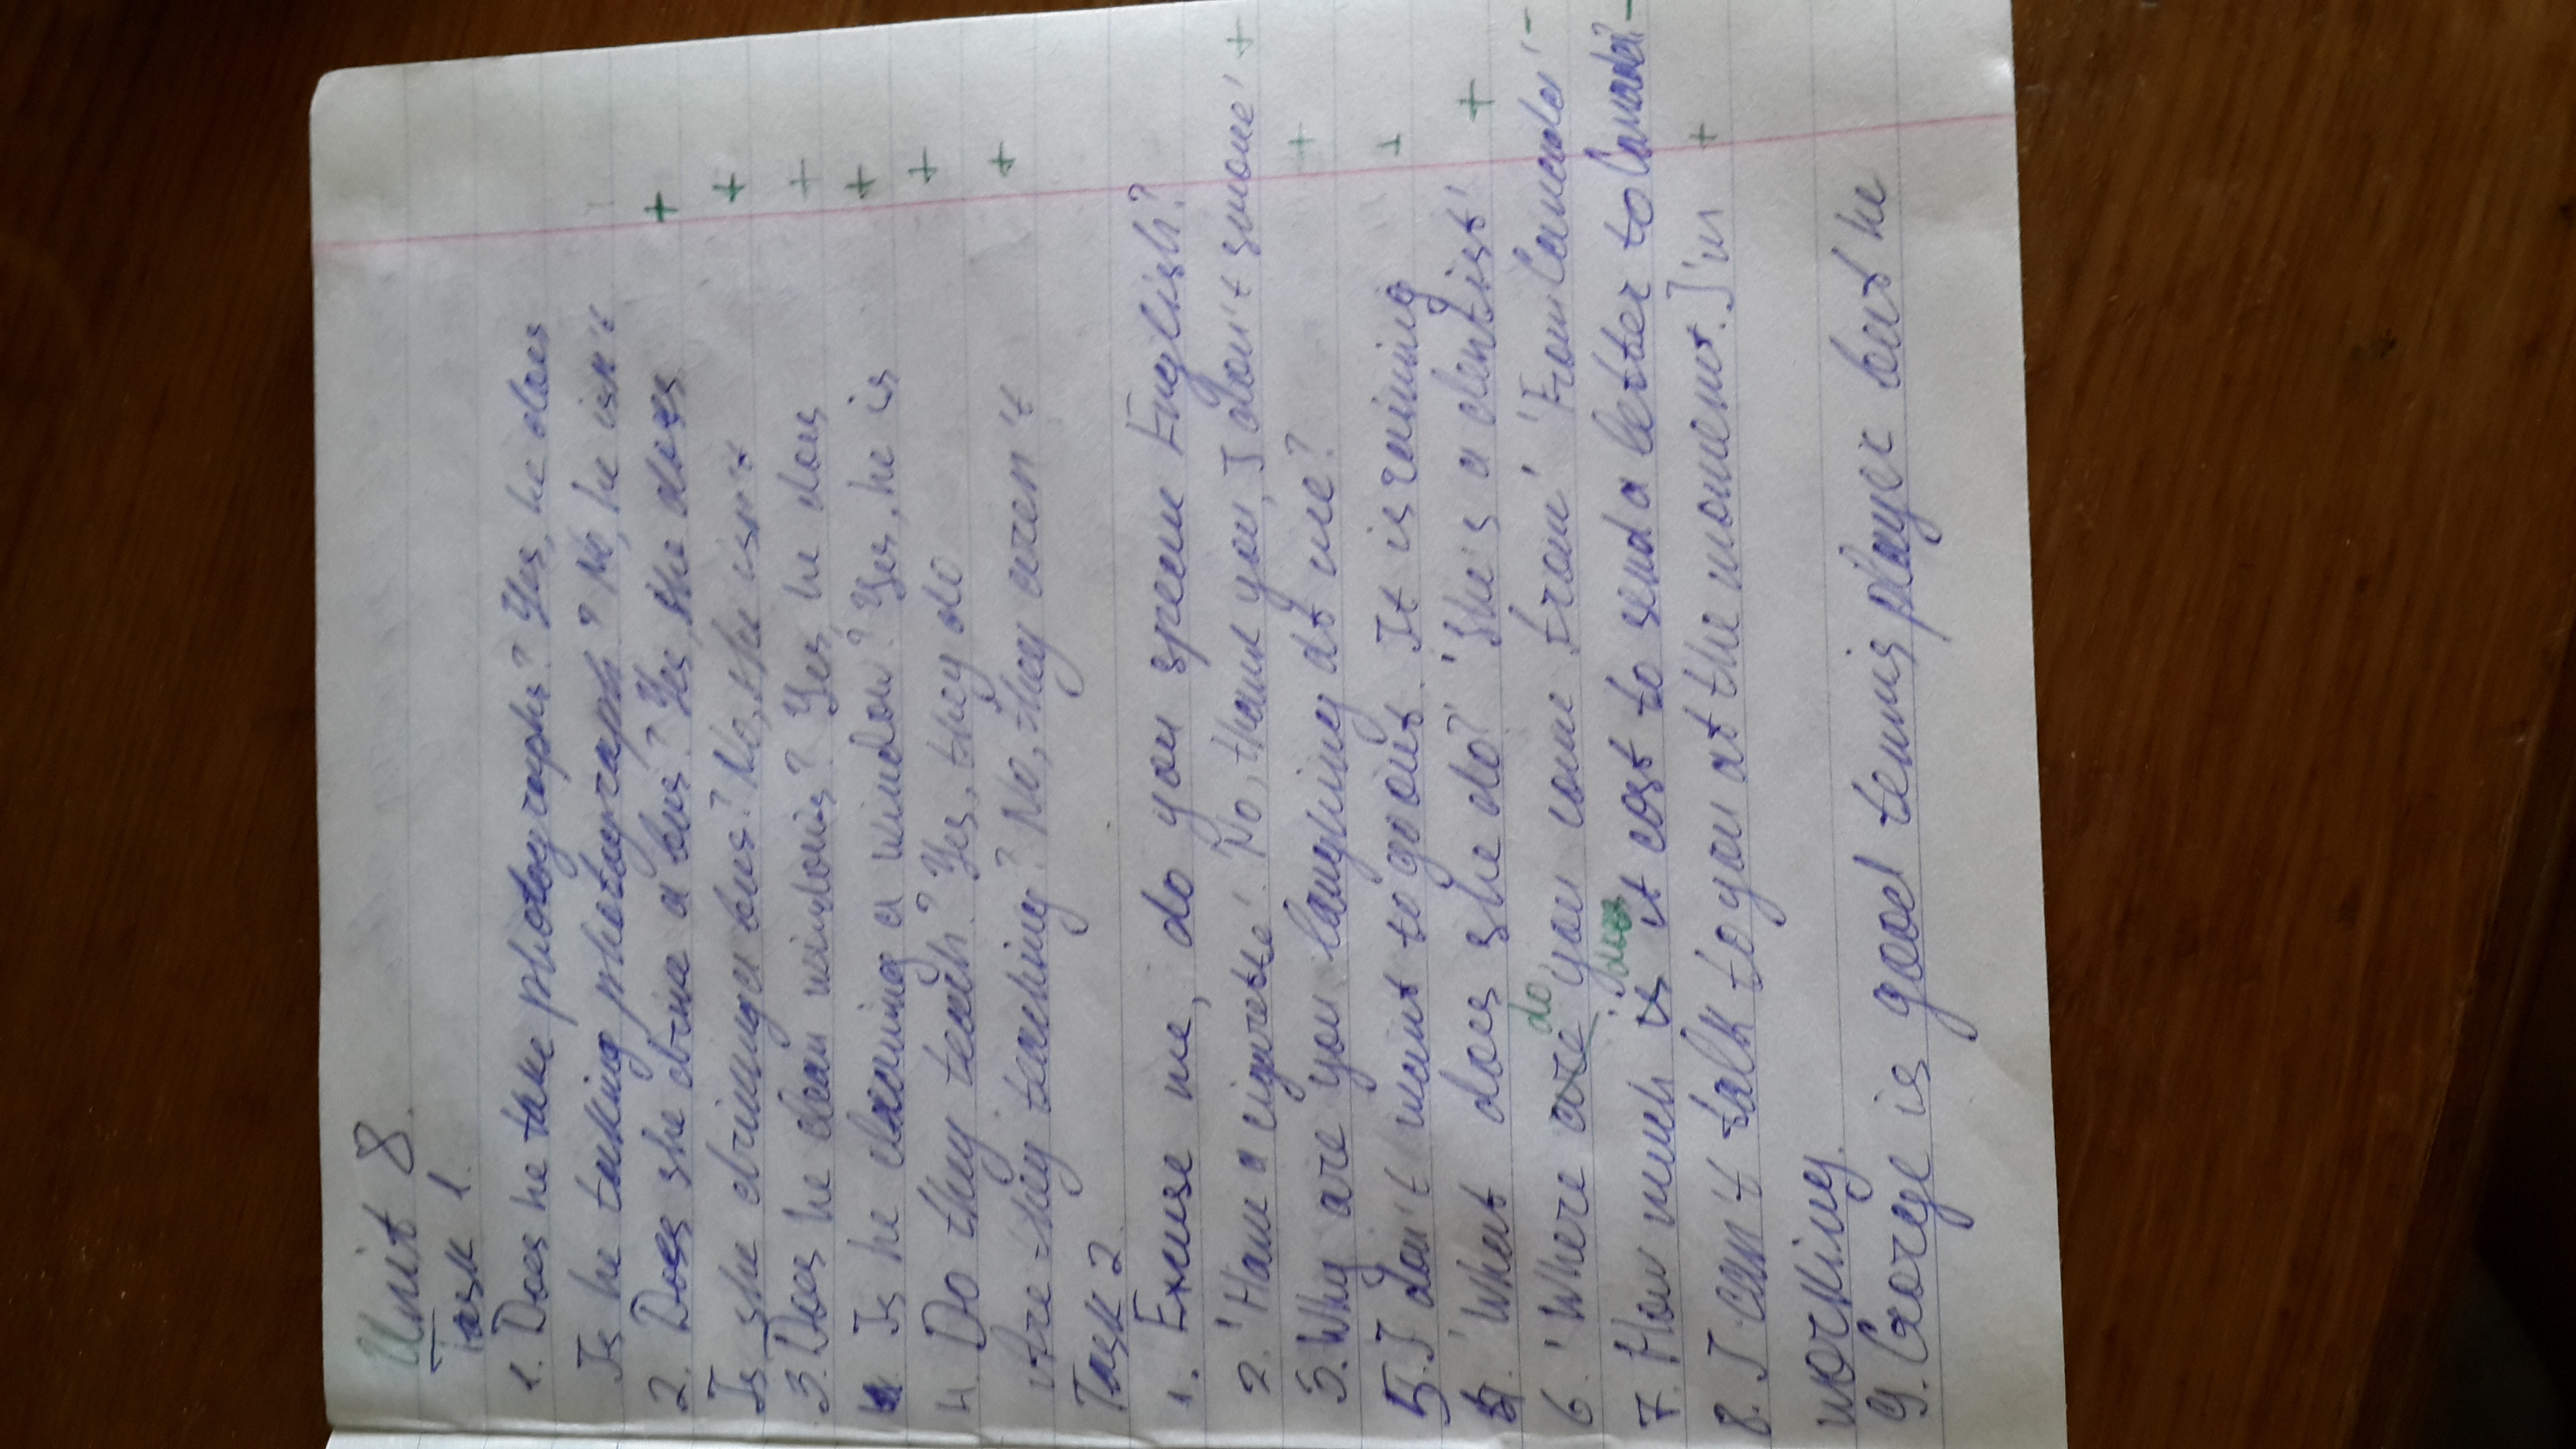 Unit 8.
Task 1.
1. Does he take photographs? Yes, he does
Is he taking photograph? No, he isn't
2. Does she drive a bus? Yes, she does +
Is she driving a bus? No, she isn't +
3. Does he clean windows? Yes, he does +
Is he cleaning a window? Yes, he is +
4. Do they teach? Yes, they do +
Are they teaching? No, they aren't +
Task 2.
1. Excuse me, do you speak English?
2. 'Have a cigarette'. No, thank you, I don't smoke' +
3. Why are you laughing at me? +
5. I don't want to go out. It is raining +
4. 'What does she do?' 'She's a dentist' +
do
6. 'Where are you come from' 'From Canada' -
does
7. How much is it cost to send a letter to Canada? -
8. I can't talk to you at the moment. I'm +
working.
9. George is good tennis player but he